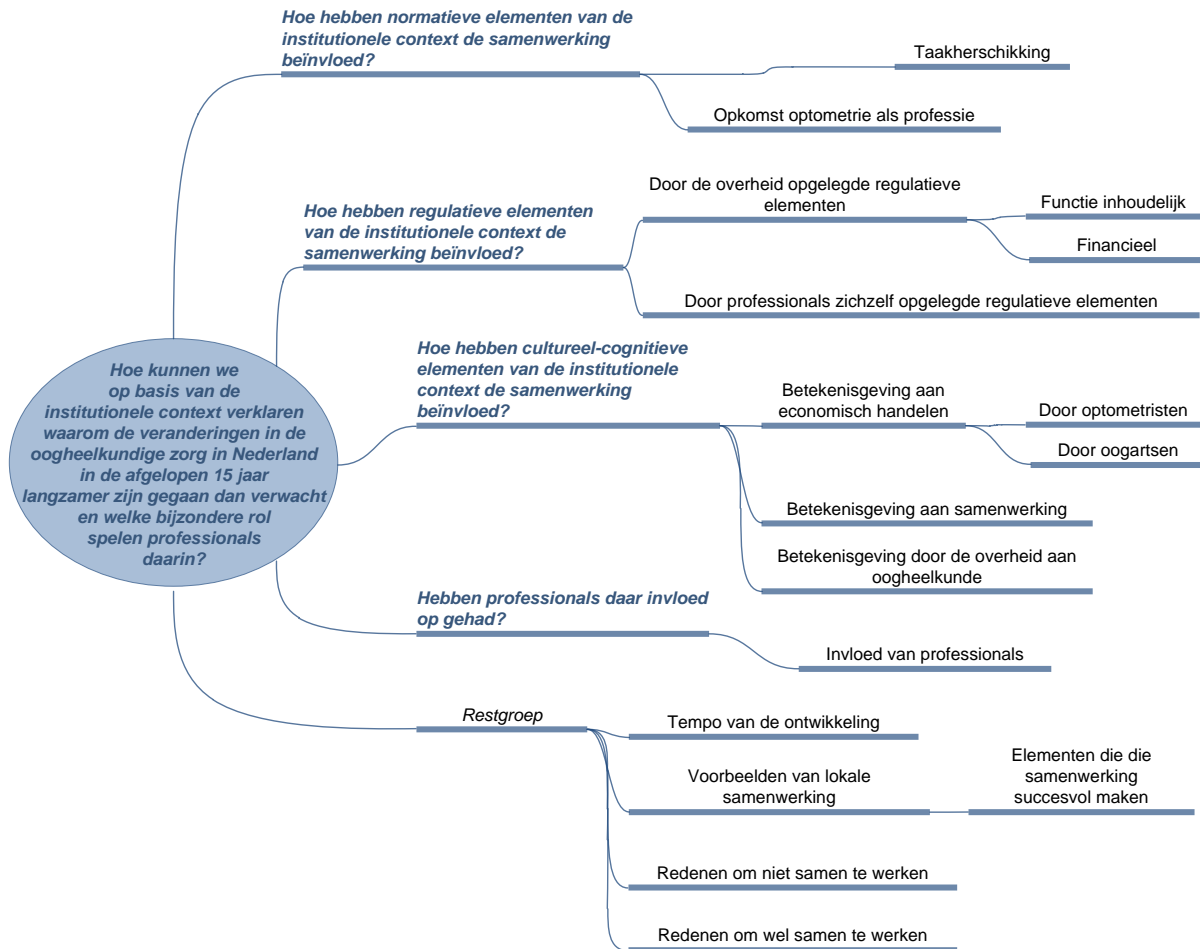 Hoe kunnen we
op basis van de
institutionele context verklaren
waarom de veranderingen in de
oogheelkundige zorg in Nederland
in de afgelopen 15 jaar
langzamer zijn gegaan dan verwacht
en welke bijzondere rol
spelen professionals
daarin?
Hoe hebben normatieve elementen van de
institutionele context de samenwerking
beïnvloed?
Taakherschikking
Opkomst optometrie als professie
Hoe hebben regulatieve elementen
van de institutionele context de
samenwerking beïnvloed?
Door de overheid opgelegde regulatieve
elementen
Functie inhoudelijk
Financieel
Door professionals zichzelf opgelegde regulatieve elementen
Hoe hebben cultureel-cognitieve
elementen van de institutionele
context de samenwerking
beïnvloed?
Betekenisgeving aan
economisch handelen
Door optometristen
Door oogartsen
Betekenisgeving aan samenwerking
Betekenisgeving door de overheid aan
oogheelkunde
Hebben professionals daar invloed
op gehad?
Invloed van professionals
Restgroep
Tempo van de ontwikkeling
Voorbeelden van lokale
samenwerking
Elementen die die
samenwerking
succesvol maken
Redenen om niet samen te werken
Redenen om wel samen te werken